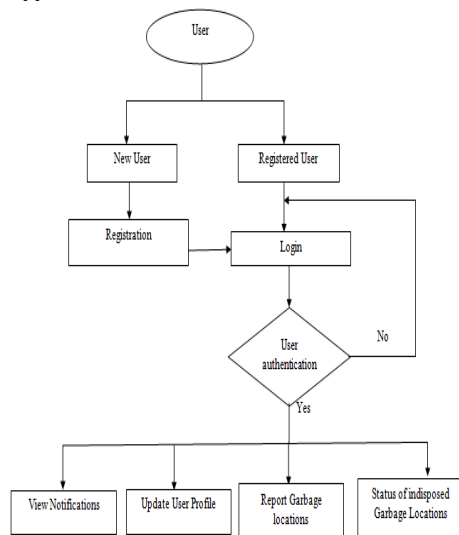 User
New User
Registered User
Registration
Login
User
authentication
No
Yes
View Notifications
Update User Profile
Report Garbage
locations
Status of indisposed
Garbage Locations